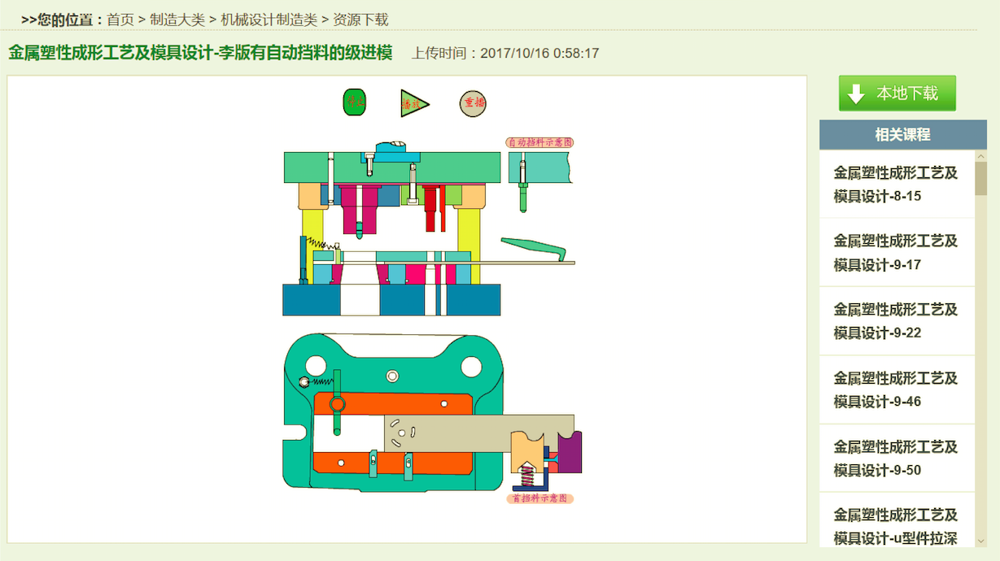 >>您的位置：首页 > 制造大类 > 机械设计制造类 > 资源下载
金属塑性成形工艺及模具设计-李版有自动挡料的级进模 上传时间：2017/10/16 0:58:17
播放
重播
自动挡料示意图
首挡料示意图
本地下载
相关课程
金属塑性成形工艺及
模具设计-8-15
金属塑性成形工艺及
模具设计-9-17
金属塑性成形工艺及
模具设计-9-22
金属塑性成形工艺及
模具设计-9-46
金属塑性成形工艺及
模具设计-9-50
金属塑性成形工艺及
模具设计-u型件拉深